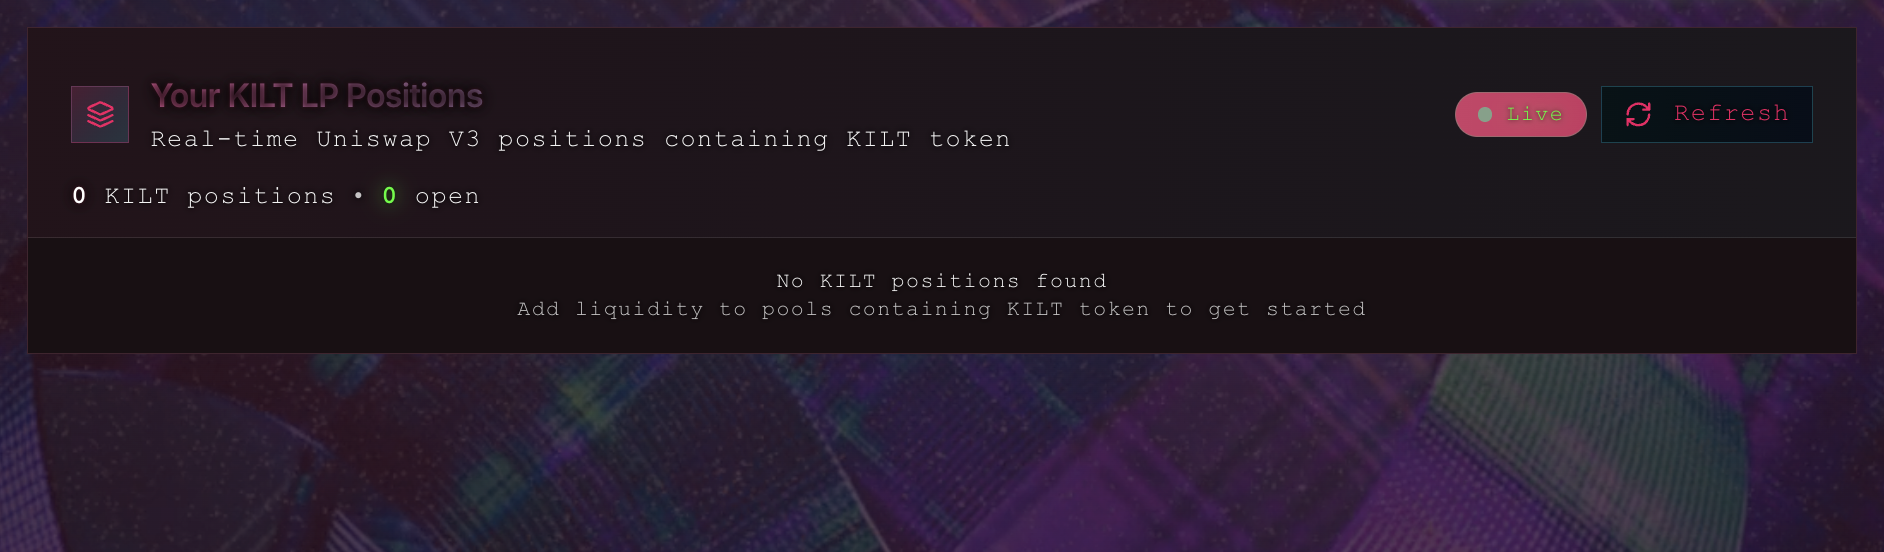 Your KILT LP Positions
Real-time Uniswap V3 positions containing KILT token
Live
Refresh
0 KILT positions • 0 open
No KILT positions found
Add liquidity to pools containing KILT token to get started